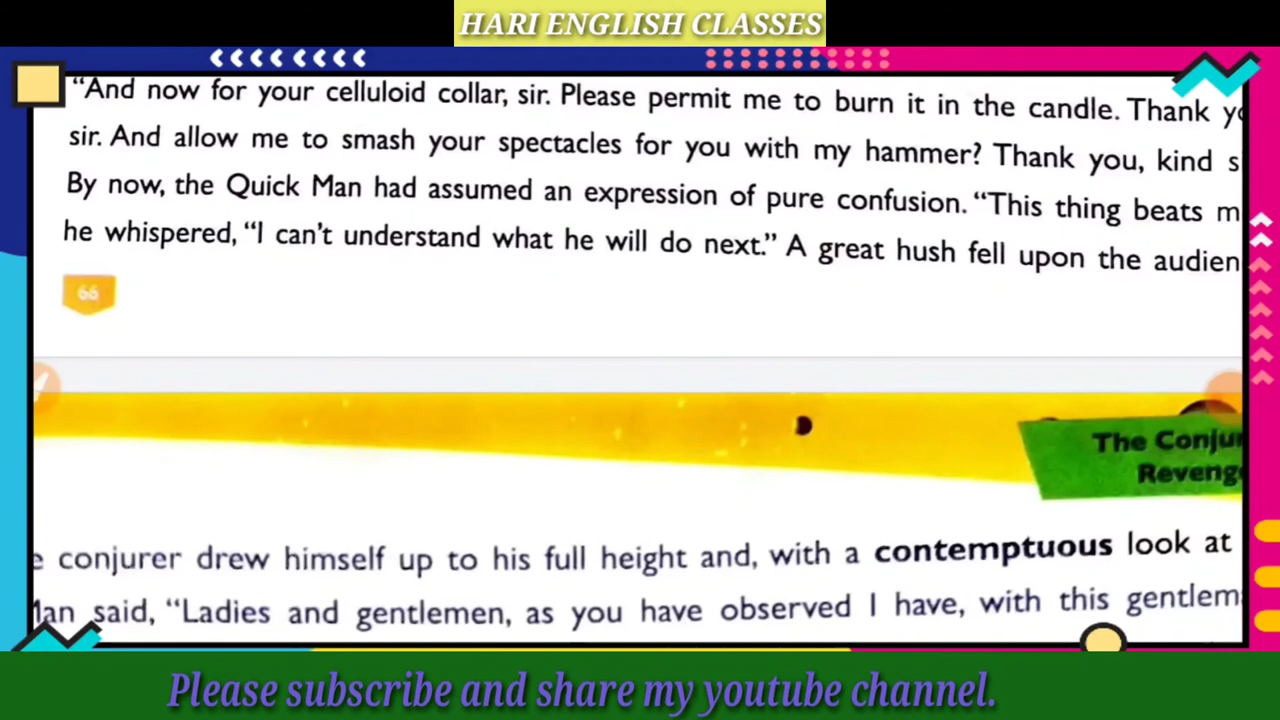 HARI ENGLISH CLASSES
“And now for your celluloid collar, sir. Please permit me to burn it in the candle. Thank
sir. And allow me to smash your spectacles for you with my hammer? Thank you, kind
By now, the Quick Man had assumed an expression of pure confusion. “This thing beats
he whispered, “I can’t understand what he will do next.” A great hush fell upon the
66
The
conjurer drew himself up to his full height and, with a contemptuous look at
said, “Ladies and gentlemen, as you have observed I have, with this
Please subscribe and share my youtube channel.